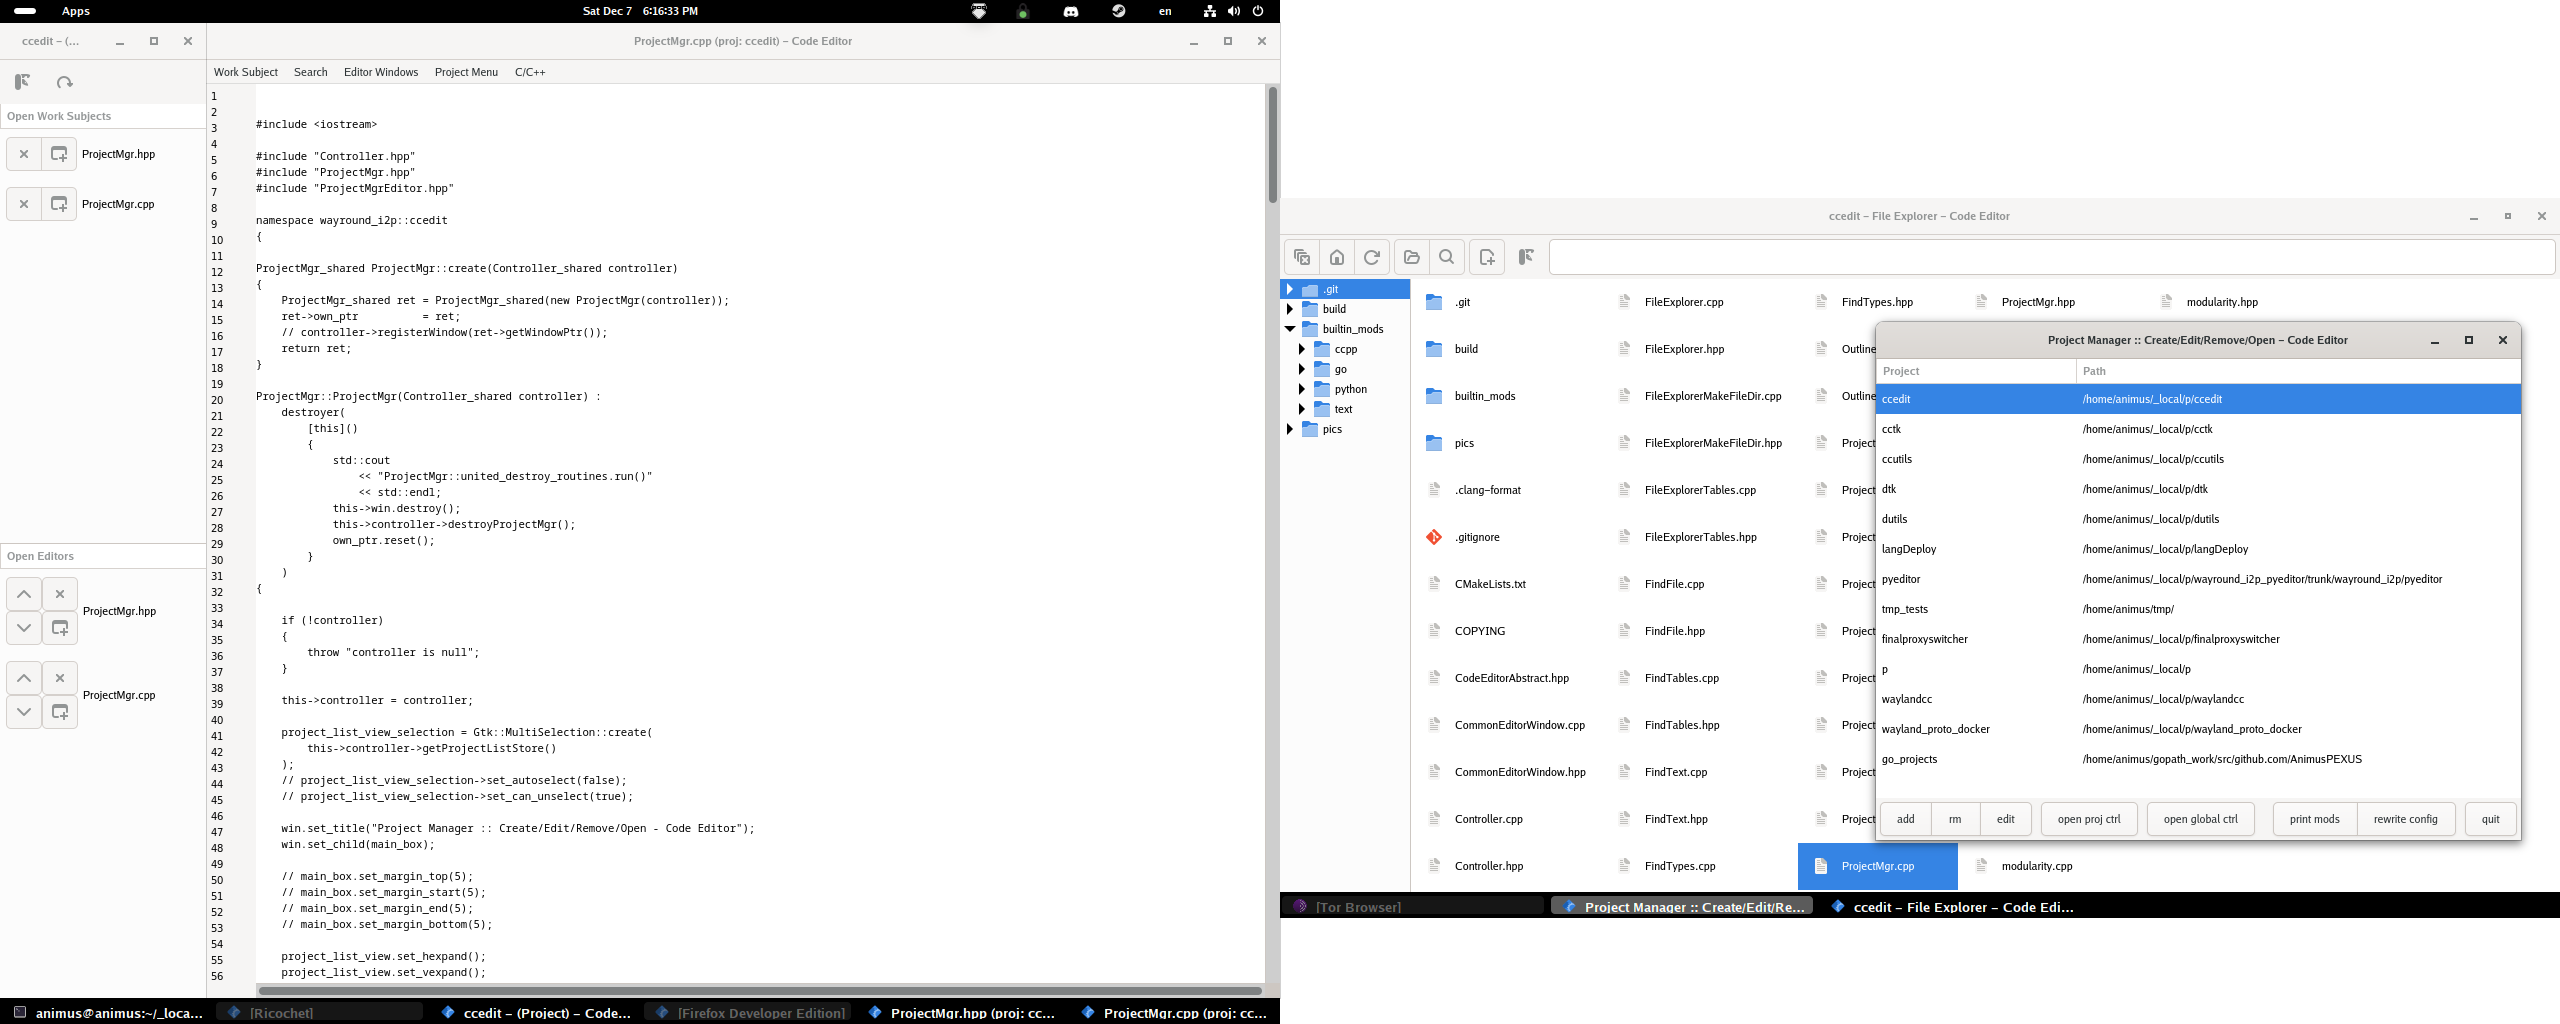 Apps
Sat Dec 7 6:16:33 PM
en
ccedit – (...
ProjectMgr.cpp (proj: ccedit) – Code Editor
Work Subject Search Editor Windows Project Menu C/C++
Open Work Subjects
ProjectMgr.hpp
ProjectMgr.cpp
Open Editors
ProjectMgr.hpp
ProjectMgr.cpp
1
2
3 #include <iostream>
4
5 #include "Controller.hpp"
6 #include "ProjectMgr.hpp"
7 #include "ProjectMgrEditor.hpp"
8
9 namespace wayround_i2p::ccedit
10 {
11
12 ProjectMgr_shared ProjectMgr::create(Controller_shared controller)
13 {
14     ProjectMgr_shared ret = ProjectMgr_shared(new ProjectMgr(controller));
15     ret->own_ptr          = ret;
16     // controller->registerWindow(ret->getWindowPtr());
17     return ret;
18 }
19
20 ProjectMgr::ProjectMgr(Controller_shared controller) :
21     destroyer(
22         [this]()
23         {
24             std::cout
25                 << "ProjectMgr::united_destroy_routines.run()"
26                 << std::endl;
27             this->win.destroy();
28             this->controller->destroyProjectMgr();
29             own_ptr.reset();
30         }
31     )
32 {
33
34     if (!controller)
35     {
36         throw "controller is null";
37     }
38
39     this->controller = controller;
40
41     project_list_view_selection = Gtk::MultiSelection::create(
42         this->controller->getProjectListStore()
43     );
44     // project_list_view_selection->set_autoselect(false);
45     // project_list_view_selection->set_can_unselect(true);
46
47     win.set_title("Project Manager :: Create/Edit/Remove/Open - Code Editor");
48     win.set_child(main_box);
49
50     // main_box.set_margin_top(5);
51     // main_box.set_margin_start(5);
52     // main_box.set_margin_end(5);
53     // main_box.set_margin_bottom(5);
54
55     project_list_view.set_hexpand();
56     project_list_view.set_vexpand();
animus@animus:~/_loca...
[Ricochet]
ccedit – (Project) – Code...
[Firefox Developer Edition]
ProjectMgr.hpp (proj: cc...
ProjectMgr.cpp (proj: cc...
ccedit – File Explorer – Code Editor
.git
build
builtin_mods
ccpp
go
python
text
pics
.git
build
builtin_mods
pics
.clang-format
.gitignore
CMakeLists.txt
COPYING
CodeEditorAbstract.hpp
CommonEditorWindow.cpp
CommonEditorWindow.hpp
Controller.cpp
Controller.hpp
FileExplorer.cpp
FileExplorer.hpp
FileExplorerMakeFileDir.cpp
FileExplorerMakeFileDir.hpp
FileExplorerTables.cpp
FileExplorerTables.hpp
FindFile.cpp
FindFile.hpp
FindTables.cpp
FindTables.hpp
FindText.cpp
FindText.hpp
FindTypes.cpp
FindTypes.hpp
Outline
Outline
Project
Project
Project
Project
Project
Project
Project
Project
Project
ProjectMgr.cpp
ProjectMgr.hpp
modularity.cpp
modularity.hpp
Project Manager :: Create/Edit/Remove/Open – Code Editor
Project Path
ccedit /home/animus/_local/p/ccedit
cctk /home/animus/_local/p/cctk
ccutils /home/animus/_local/p/ccutils
dtk /home/animus/_local/p/dtk
dutils /home/animus/_local/p/dutils
langDeploy /home/animus/_local/p/langDeploy
pyeditor /home/animus/_local/p/wayround_i2p_pyeditor/trunk/wayround_i2p/pyeditor
tmp_tests /home/animus/tmp/
finalproxyswitcher /home/animus/_local/p/finalproxyswitcher
p /home/animus/_local/p
waylandcc /home/animus/_local/p/waylandcc
wayland_proto_docker /home/animus/_local/p/wayland_proto_docker
go_projects /home/animus/gopath_work/src/github.com/AnimusPEXUS
add rm edit open proj ctrl open global ctrl print mods rewrite config quit
[Tor Browser]
Project Manager :: Create/Edit/Re...
ccedit – File Explorer – Code Edi...